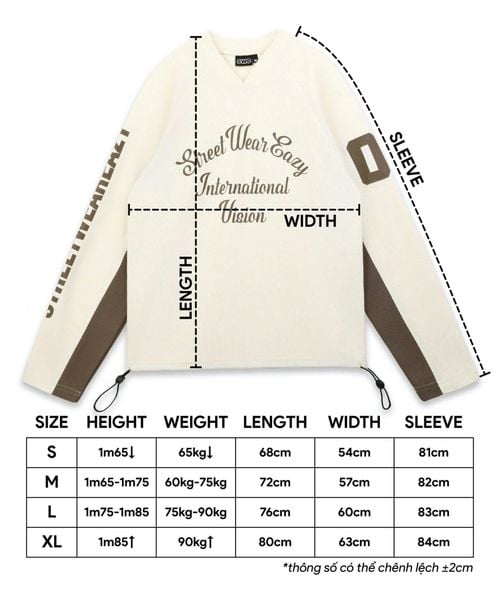 Street Wear Eazy
International
Vision
STREETWEAREAZY
SLEEVE
WIDTH
LENGTH
SIZE HEIGHT WEIGHT LENGTH WIDTH SLEEVE
S 1m65↓ 65kg↓ 68cm 54cm 81cm
M 1m65-1m75 60kg-75kg 72cm 57cm 82cm
L 1m75-1m85 75kg-90kg 76cm 60cm 83cm
XL 1m85↑ 90kg↑ 80cm 63cm 84cm
*thông số có thể chênh lệch ±2cm